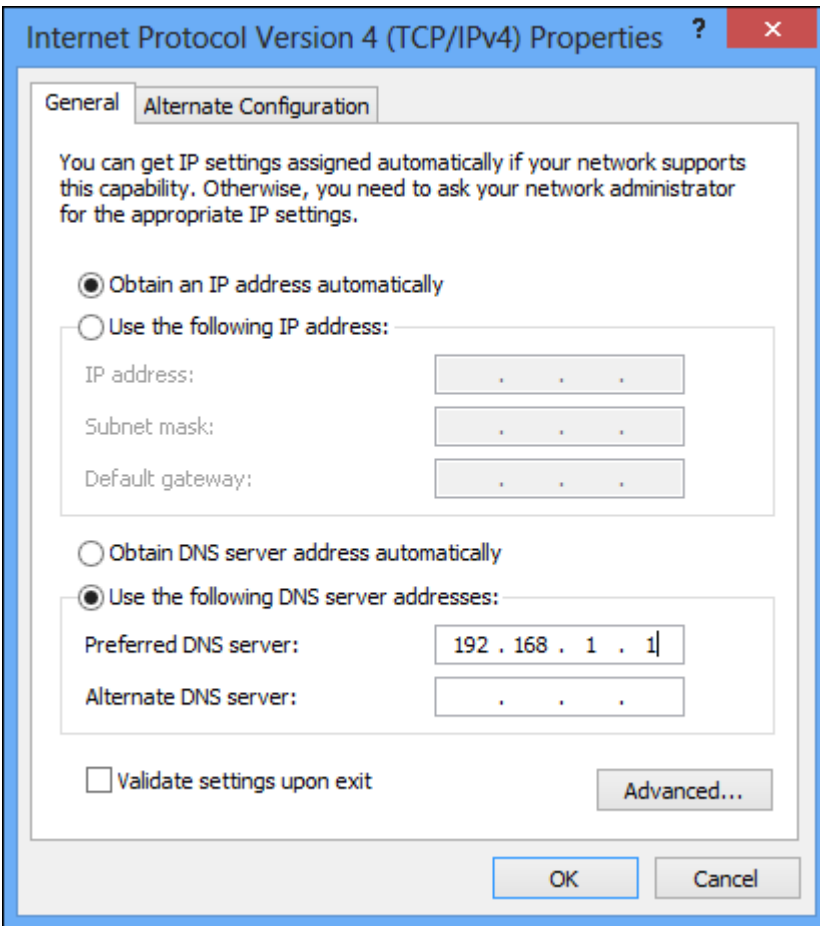 Internet Protocol Version 4 (TCP/IPv4) Properties ? ×
General Alternate Configuration
You can get IP settings assigned automatically if your network supports
this capability. Otherwise, you need to ask your network administrator
for the appropriate IP settings.
Obtain an IP address automatically
Use the following IP address:
IP address: . . .
Subnet mask: . . .
Default gateway: . . .
Obtain DNS server address automatically
Use the following DNS server addresses:
Preferred DNS server: 192 . 168 . 1 . 1
Alternate DNS server: . . .
Validate settings upon exit
Advanced...
OK Cancel